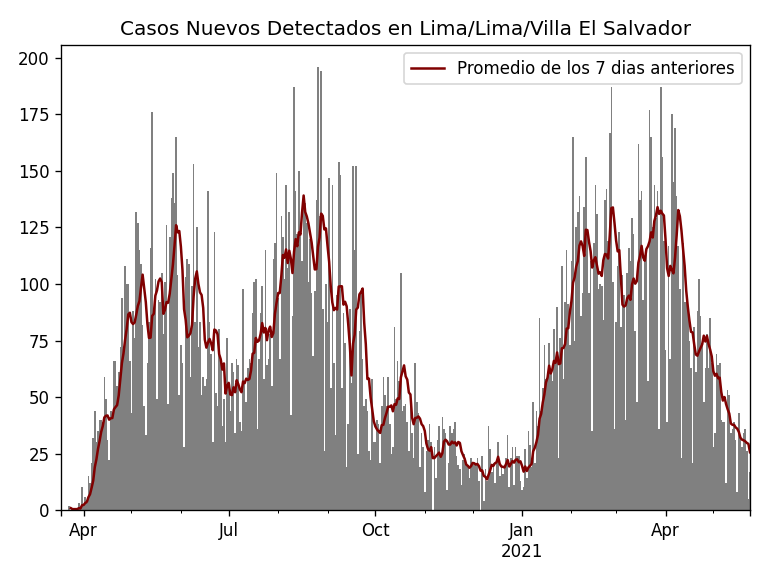 Casos Nuevos Detectados en Lima/Lima/Villa El Salvador
Promedio de los 7 dias anteriores
200
175
150
125
100
75
50
25
0
Apr
Jul
Oct
Jan
2021
Apr